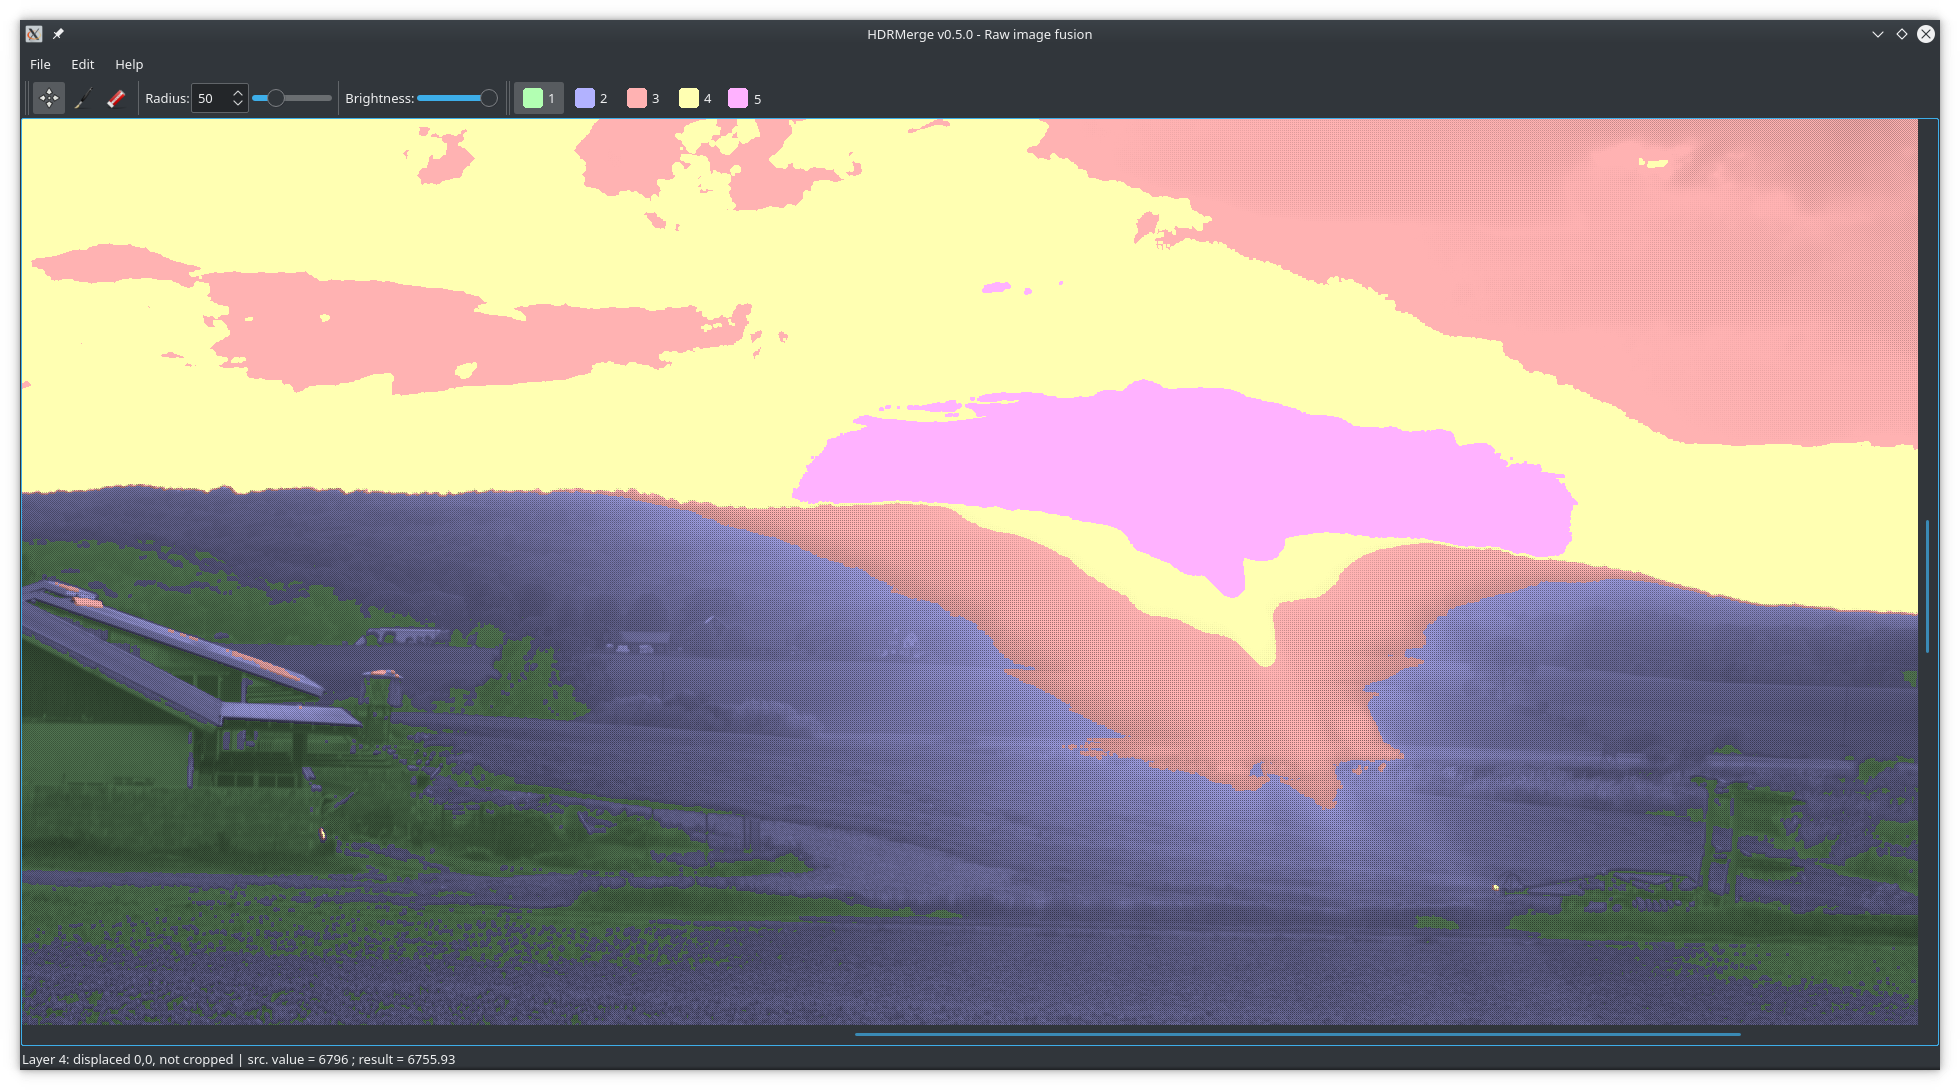 HDRMerge v0.5.0 - Raw image fusion
File Edit Help
Radius: 50 Brightness: 1 2 3 4 5
Layer 4: displaced 0,0, not cropped | src. value = 6796 ; result = 6755.93